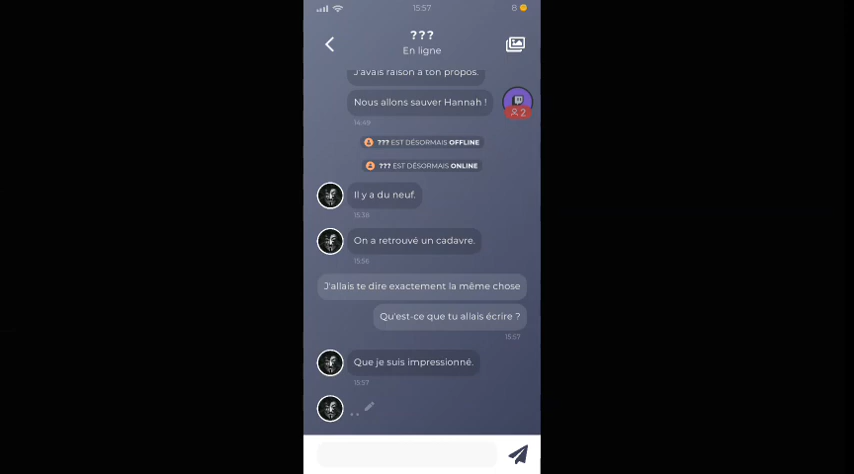 15:57
8
???
En ligne
J'avais raison à ton propos.
Nous allons sauver Hannah !
2
14:49
??? EST DÉSORMAIS OFFLINE
??? EST DÉSORMAIS ONLINE
Il y a du neuf.
On a retrouvé un cadavre.
15:56
J'allais te dire exactement la même chose
Qu'est-ce que tu allais écrire ?
15:57
Que je suis impressionné.
15:57